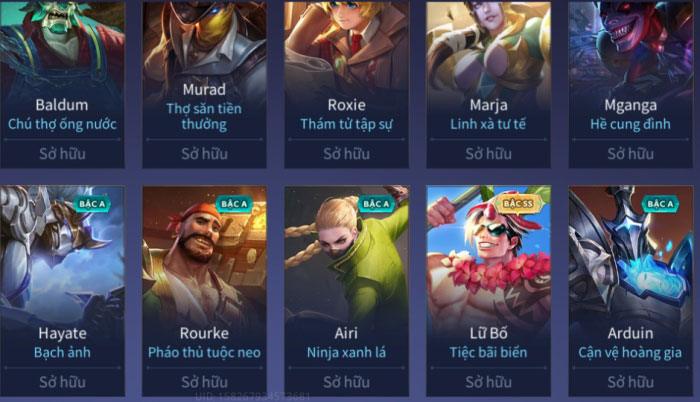 Baldum
Chú thợ ống nước
Sở hữu
Murad
Thợ săn tiền
thưởng
Sở hữu
Roxie
Thám tử tập sự
Sở hữu
Marja
Linh xà tư tế
Sở hữu
Mganga
Hề cung đình
Sở hữu
BẬC A
Hayate
Bạch ảnh
Sở hữu
BẬC A
Rourke
Pháo thủ tuộc neo
Sở hữu
BẬC A
Airi
Ninja xanh lá
Sở hữu
BẬC SS
Lữ Bố
Tiệc bãi biển
Sở hữu
BẬC A
Arduin
Cận vệ hoàng gia
Sở hữu